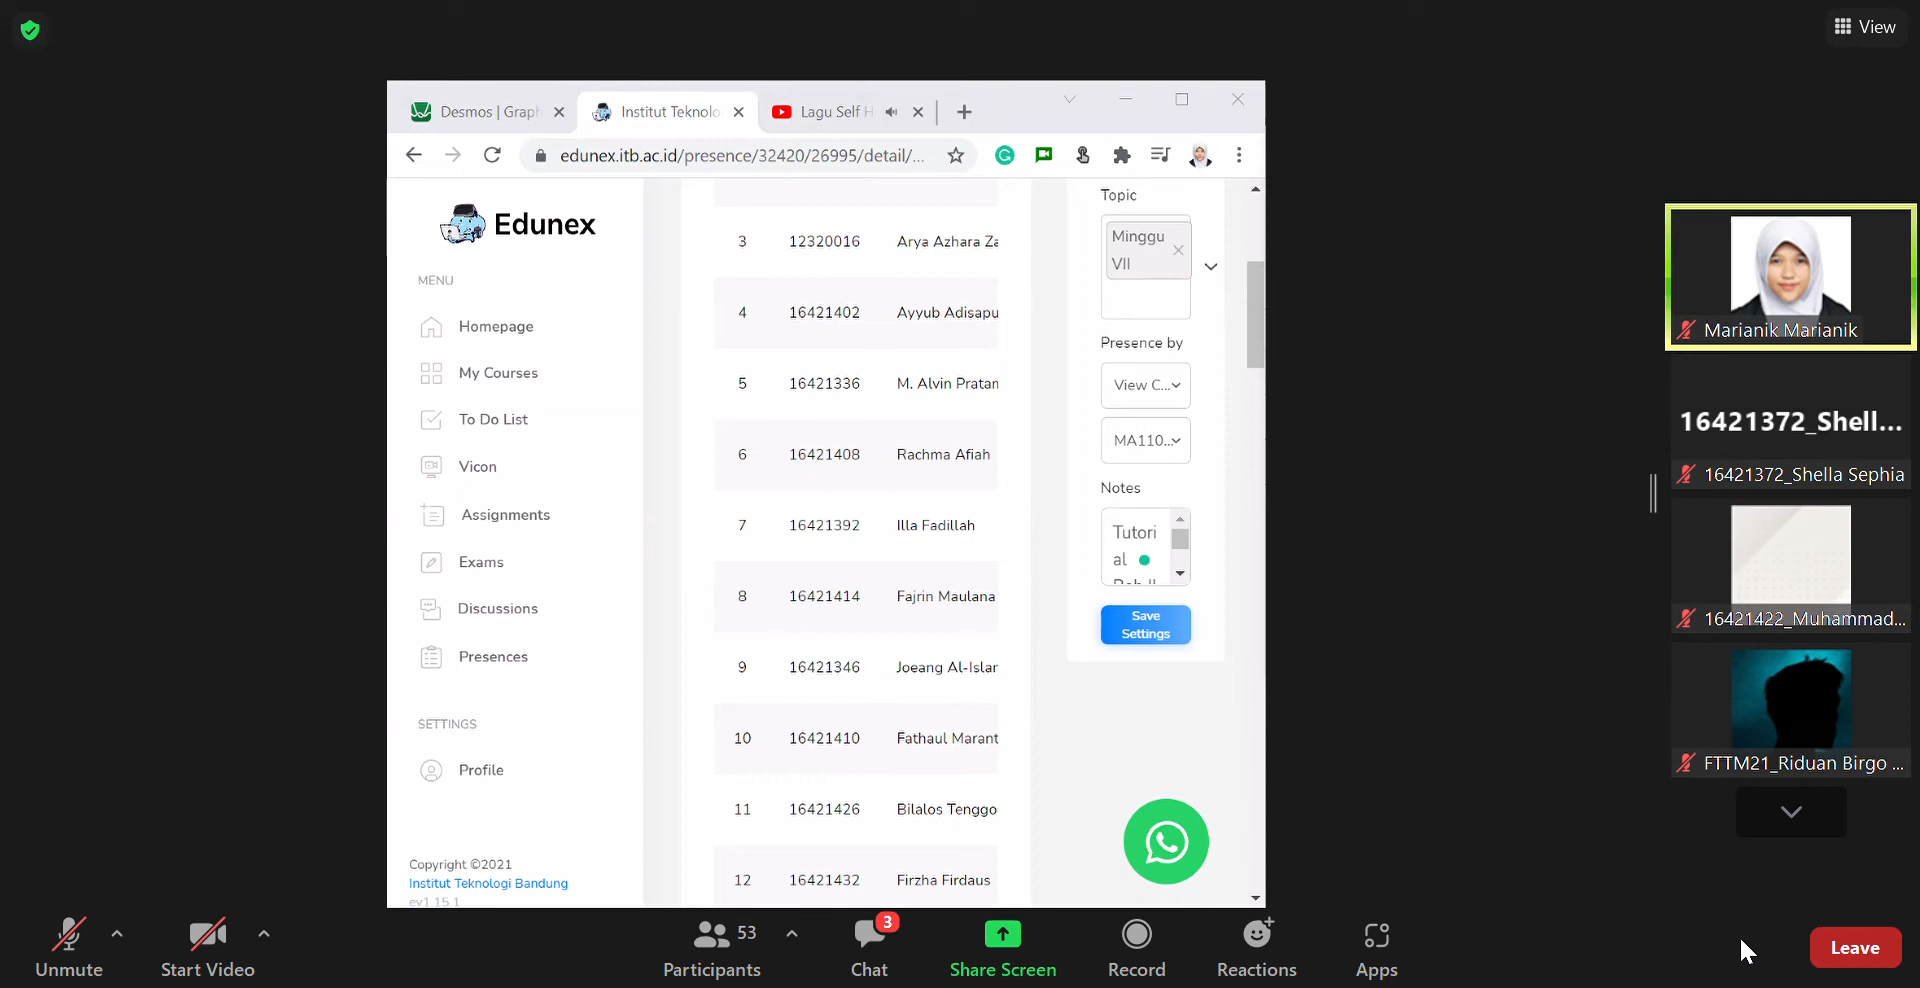 View
Desmos | Graph
Institut Teknolo
Lagu Self H
edunex.itb.ac.id/presence/32420/26995/detail/...
Edunex
MENU
Homepage
My Courses
To Do List
Vicon
Assignments
Exams
Discussions
Presences
SETTINGS
Profile
Copyright ©2021
Institut Teknologi Bandung
ev1.15.1
3 12320016 Arya Azhara Za
4 16421402 Ayyub Adisapu
5 16421336 M. Alvin Pratan
6 16421408 Rachma Afiah
7 16421392 Illa Fadillah
8 16421414 Fajrin Maulana
9 16421346 Joeang Al-Islar
10 16421410 Fathaul Marant
11 16421426 Bilalos Tenggo
12 16421432 Firzha Firdaus
Topic
Minggu
VII
Presence by
View C...
MA110...
Notes
Tutori
al
Save
Settings
Marianik Marianik
16421372_Shell...
16421372_Shella Sephia
16421422_Muhammad...
FTTM21_Riduan Birgo ...
Unmute
Start Video
53
Participants
3
Chat
Share Screen
Record
Reactions
Apps
Leave